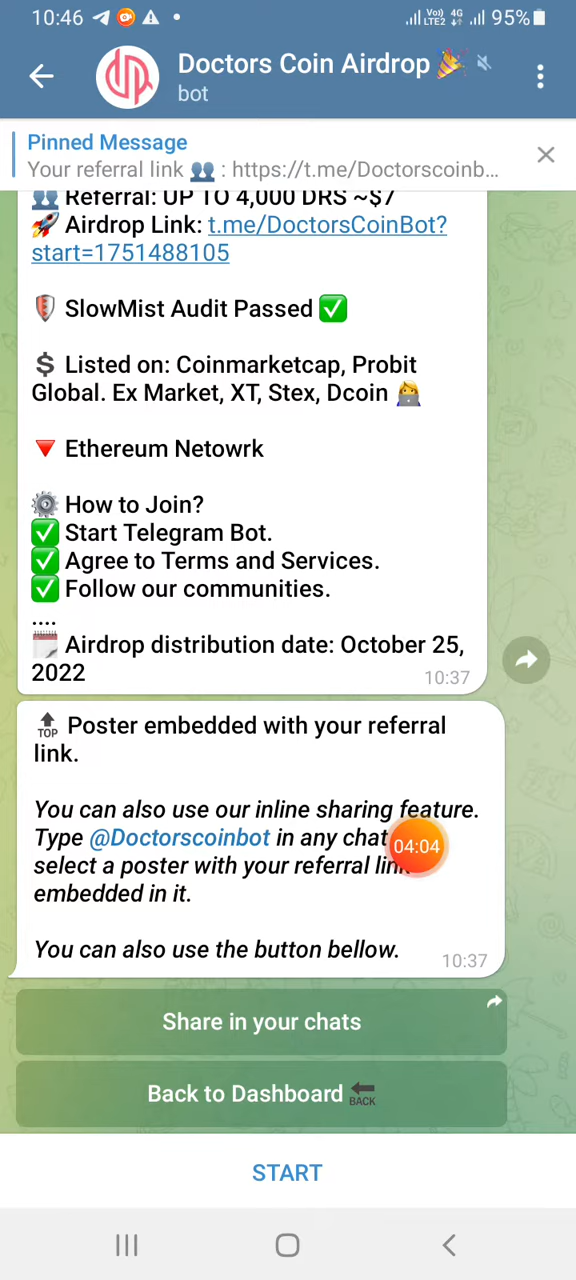 10:46
Vo) 4G
LTE2
95%
Doctors Coin Airdrop
bot
Pinned Message
Your referral link : https://t.me/Doctorscoinb...
Referral: UP TO 4,000 DRS ~$7
Airdrop Link: t.me/DoctorsCoinBot?
start=1751488105
SlowMist Audit Passed
Listed on: Coinmarketcap, Probit
Global. Ex Market, XT, Stex, Dcoin
Ethereum Netowrk
How to Join?
Start Telegram Bot.
Agree to Terms and Services.
Follow our communities.
....
Airdrop distribution date: October 25,
2022
10:37
TOP Poster embedded with your referral
link.
You can also use our inline sharing feature.
Type @Doctorscoinbot in any chat
04:04
select a poster with your referral link
embedded in it.
You can also use the button bellow.
10:37
Share in your chats
Back to Dashboard BACK
START